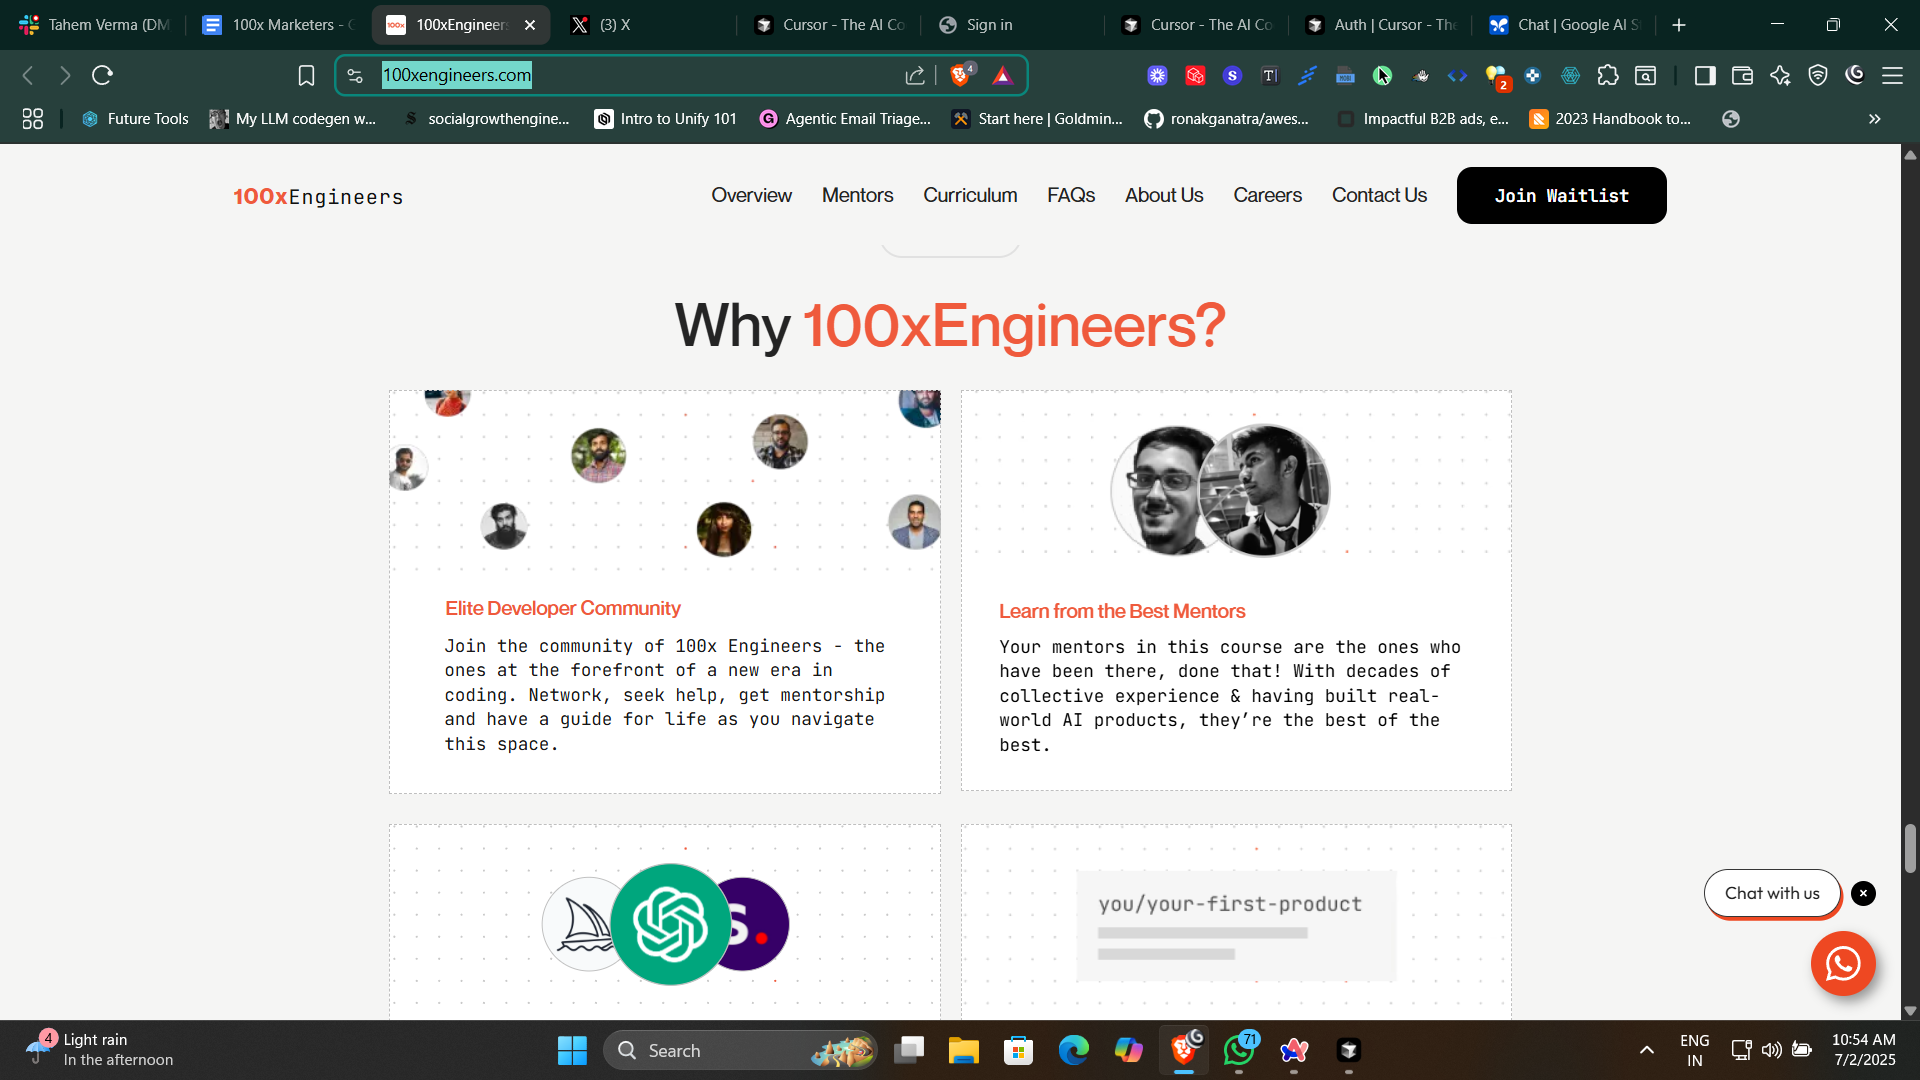 Tahem Verma (DM
100x Marketers - C
100xEngineers
(3) X
Cursor - The AI Co
Sign in
Cursor - The AI Co
Auth | Cursor - The
Chat | Google AI S
100xengineers.com
4
2
Future Tools
My LLM codegen w...
socialgrowthengine...
Intro to Unify 101
Agentic Email Triage...
Start here | Goldmin...
ronakganatra/awes...
Impactful B2B ads, e...
2023 Handbook to...
100xEngineers
Overview
Mentors
Curriculum
FAQs
About Us
Careers
Contact Us
Join Waitlist
Why 100xEngineers?
Elite Developer Community
Join the community of 100x Engineers - the
ones at the forefront of a new era in
coding. Network, seek help, get mentorship
and have a guide for life as you navigate
this space.
Learn from the Best Mentors
Your mentors in this course are the ones who
have been there, done that! With decades of
collective experience & having built real-
world AI products, they’re the best of the
best.
S.
you/your-first-product
Chat with us
4
Light rain
In the afternoon
Search
71
ENG
IN
10:54 AM
7/2/2025